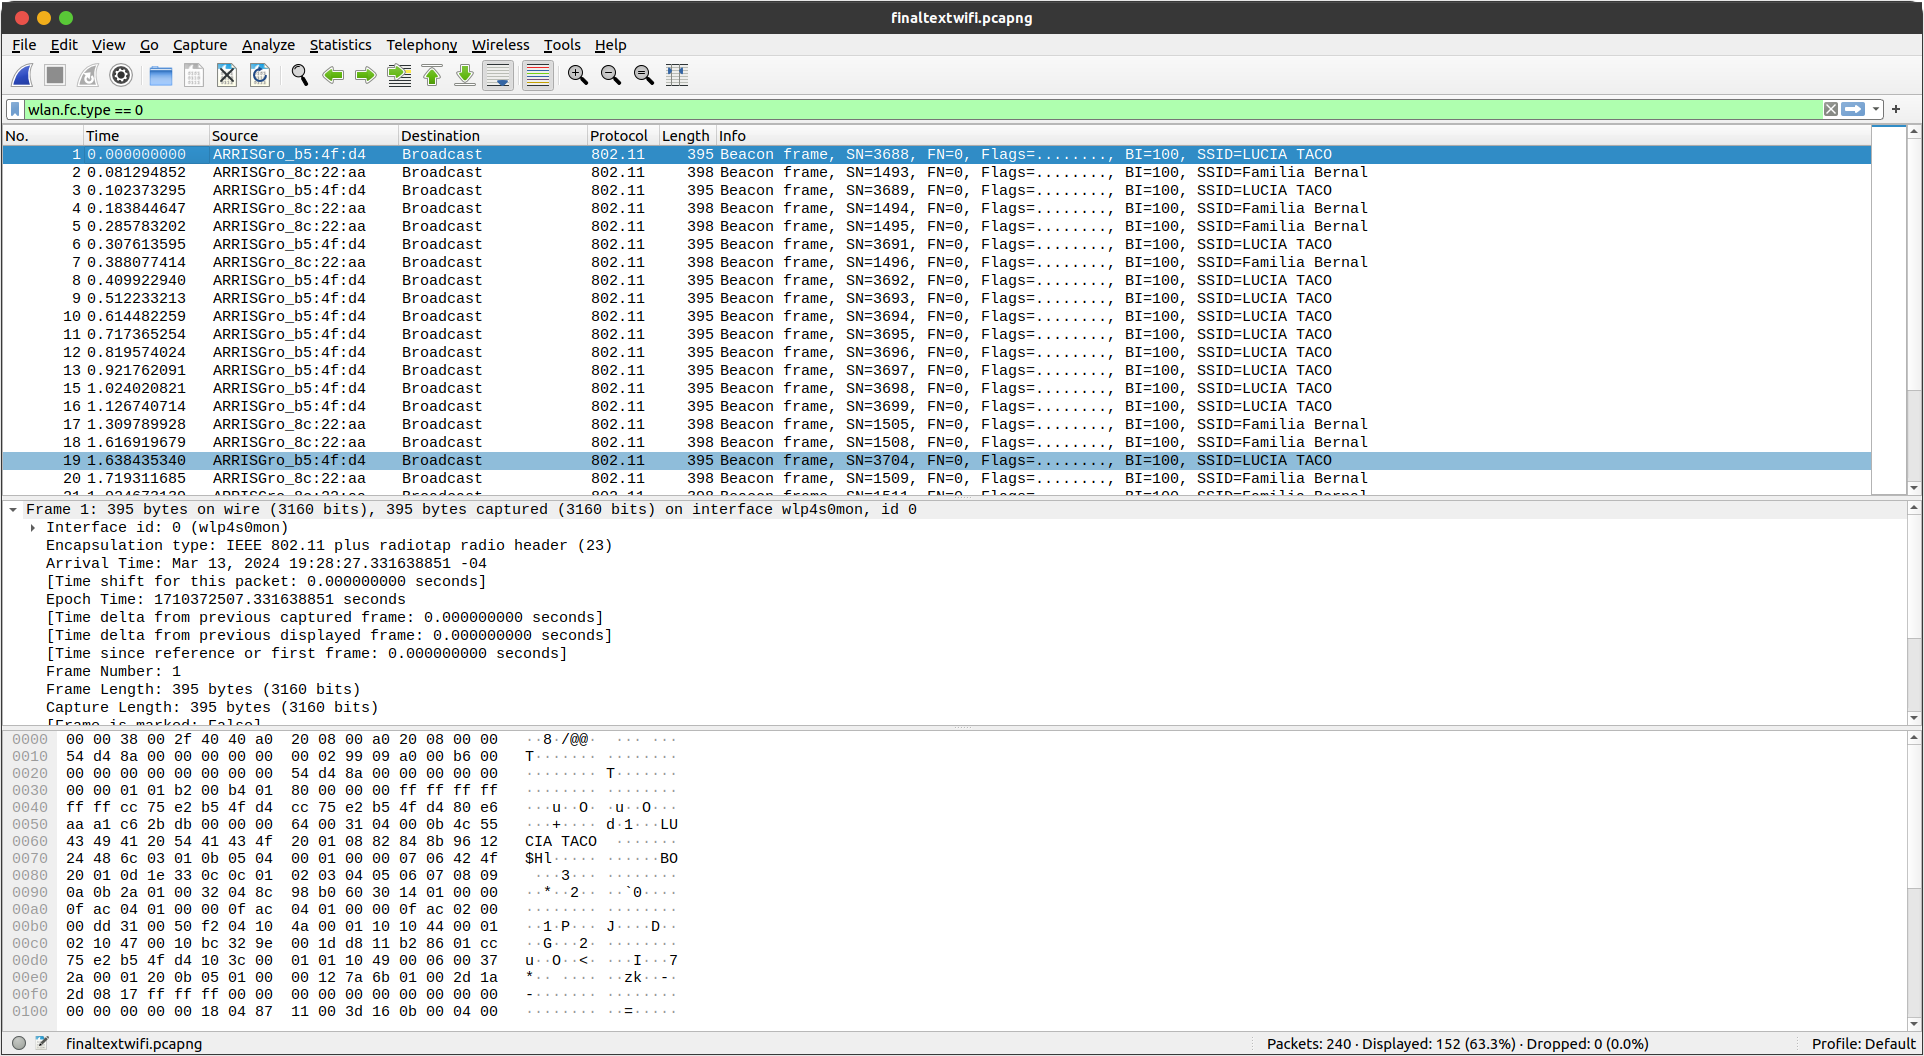 finaltextwifi.pcapng
File Edit View Go Capture Analyze Statistics Telephony Wireless Tools Help
wlan.fc.type == 0
No. Time Source Destination Protocol Length Info
1 0.000000000 ARRISGro_b5:4f:d4 Broadcast 802.11 395 Beacon frame, SN=3688, FN=0, Flags=........, BI=100, SSID=LUCIA TACO
2 0.081294852 ARRISGro_8c:22:aa Broadcast 802.11 398 Beacon frame, SN=1493, FN=0, Flags=........, BI=100, SSID=Familia Bernal
3 0.102373295 ARRISGro_b5:4f:d4 Broadcast 802.11 395 Beacon frame, SN=3689, FN=0, Flags=........, BI=100, SSID=LUCIA TACO
4 0.183844647 ARRISGro_8c:22:aa Broadcast 802.11 398 Beacon frame, SN=1494, FN=0, Flags=........, BI=100, SSID=Familia Bernal
5 0.285783202 ARRISGro_8c:22:aa Broadcast 802.11 398 Beacon frame, SN=1495, FN=0, Flags=........, BI=100, SSID=Familia Bernal
6 0.307613595 ARRISGro_b5:4f:d4 Broadcast 802.11 395 Beacon frame, SN=3691, FN=0, Flags=........, BI=100, SSID=LUCIA TACO
7 0.388077414 ARRISGro_8c:22:aa Broadcast 802.11 398 Beacon frame, SN=1496, FN=0, Flags=........, BI=100, SSID=Familia Bernal
8 0.409922940 ARRISGro_b5:4f:d4 Broadcast 802.11 395 Beacon frame, SN=3692, FN=0, Flags=........, BI=100, SSID=LUCIA TACO
9 0.512233213 ARRISGro_b5:4f:d4 Broadcast 802.11 395 Beacon frame, SN=3693, FN=0, Flags=........, BI=100, SSID=LUCIA TACO
10 0.614482259 ARRISGro_b5:4f:d4 Broadcast 802.11 395 Beacon frame, SN=3694, FN=0, Flags=........, BI=100, SSID=LUCIA TACO
11 0.717365254 ARRISGro_b5:4f:d4 Broadcast 802.11 395 Beacon frame, SN=3695, FN=0, Flags=........, BI=100, SSID=LUCIA TACO
12 0.819574024 ARRISGro_b5:4f:d4 Broadcast 802.11 395 Beacon frame, SN=3696, FN=0, Flags=........, BI=100, SSID=LUCIA TACO
13 0.921762091 ARRISGro_b5:4f:d4 Broadcast 802.11 395 Beacon frame, SN=3697, FN=0, Flags=........, BI=100, SSID=LUCIA TACO
15 1.024020821 ARRISGro_b5:4f:d4 Broadcast 802.11 395 Beacon frame, SN=3698, FN=0, Flags=........, BI=100, SSID=LUCIA TACO
16 1.126740714 ARRISGro_b5:4f:d4 Broadcast 802.11 395 Beacon frame, SN=3699, FN=0, Flags=........, BI=100, SSID=LUCIA TACO
17 1.309789928 ARRISGro_8c:22:aa Broadcast 802.11 398 Beacon frame, SN=1505, FN=0, Flags=........, BI=100, SSID=Familia Bernal
18 1.616919679 ARRISGro_8c:22:aa Broadcast 802.11 398 Beacon frame, SN=1508, FN=0, Flags=........, BI=100, SSID=Familia Bernal
19 1.638435340 ARRISGro_b5:4f:d4 Broadcast 802.11 395 Beacon frame, SN=3704, FN=0, Flags=........, BI=100, SSID=LUCIA TACO
20 1.719311685 ARRISGro_8c:22:aa Broadcast 802.11 398 Beacon frame, SN=1509, FN=0, Flags=........, BI=100, SSID=Familia Bernal
Frame 1: 395 bytes on wire (3160 bits), 395 bytes captured (3160 bits) on interface wlp4s0mon, id 0
Interface id: 0 (wlp4s0mon)
Encapsulation type: IEEE 802.11 plus radiotap radio header (23)
Arrival Time: Mar 13, 2024 19:28:27.331638851 -04
[Time shift for this packet: 0.000000000 seconds]
Epoch Time: 1710372507.331638851 seconds
[Time delta from previous captured frame: 0.000000000 seconds]
[Time delta from previous displayed frame: 0.000000000 seconds]
[Time since reference or first frame: 0.000000000 seconds]
Frame Number: 1
Frame Length: 395 bytes (3160 bits)
Capture Length: 395 bytes (3160 bits)
[Frame is marked: False]
0000 00 00 38 00 2f 40 40 a0 20 08 00 a0 20 08 00 00 ··8·/@@· ··· ···
0010 54 d4 8a 00 00 00 00 00 00 02 99 09 a0 00 b6 00 T······· ········
0020 00 00 00 00 00 00 00 00 54 d4 8a 00 00 00 00 00 ········ T·······
0030 00 00 01 01 b2 00 b4 01 80 00 00 00 ff ff ff ff ········ ········
0040 ff ff cc 75 e2 b5 4f d4 cc 75 e2 b5 4f d4 80 e6 ···u··O· ·u··O···
0050 aa a1 c6 2b db 00 00 00 64 00 31 04 00 0b 4c 55 ···+···· d·1···LU
0060 43 49 41 20 54 41 43 4f 20 01 08 82 84 8b 96 12 CIA TACO ·······
0070 24 48 6c 03 01 0b 05 04 00 01 00 00 07 06 42 4f $Hl····· ······BO
0080 20 01 0d 1e 33 0c 0c 01 02 03 04 05 06 07 08 09 ···3··· ········
0090 0a 0b 2a 01 00 32 04 8c 98 b0 60 30 14 01 00 00 ··*··2·· ··`0····
00a0 0f ac 04 01 00 00 0f ac 04 01 00 00 0f ac 02 00 ········ ········
00b0 00 dd 31 00 50 f2 04 10 4a 00 01 10 10 44 00 01 ··1·P··· J····D··
00c0 02 10 47 00 10 bc 32 9e 00 1d d8 11 b2 86 01 cc ··G···2· ········
00d0 75 e2 b5 4f d4 10 3c 00 01 01 10 49 00 06 00 37 u··O··<· ···I···7
00e0 2a 00 01 20 0b 05 01 00 00 12 7a 6b 01 00 2d 1a *·· ···· ··zk··-·
00f0 2d 08 17 ff ff ff 00 00 00 00 00 00 00 00 00 00 -······· ········
0100 00 00 00 00 00 18 04 87 11 00 3d 16 0b 00 04 00 ········ ··=·····
finaltextwifi.pcapng Packets: 240 · Displayed: 152 (63.3%) · Dropped: 0 (0.0%) Profile: Default